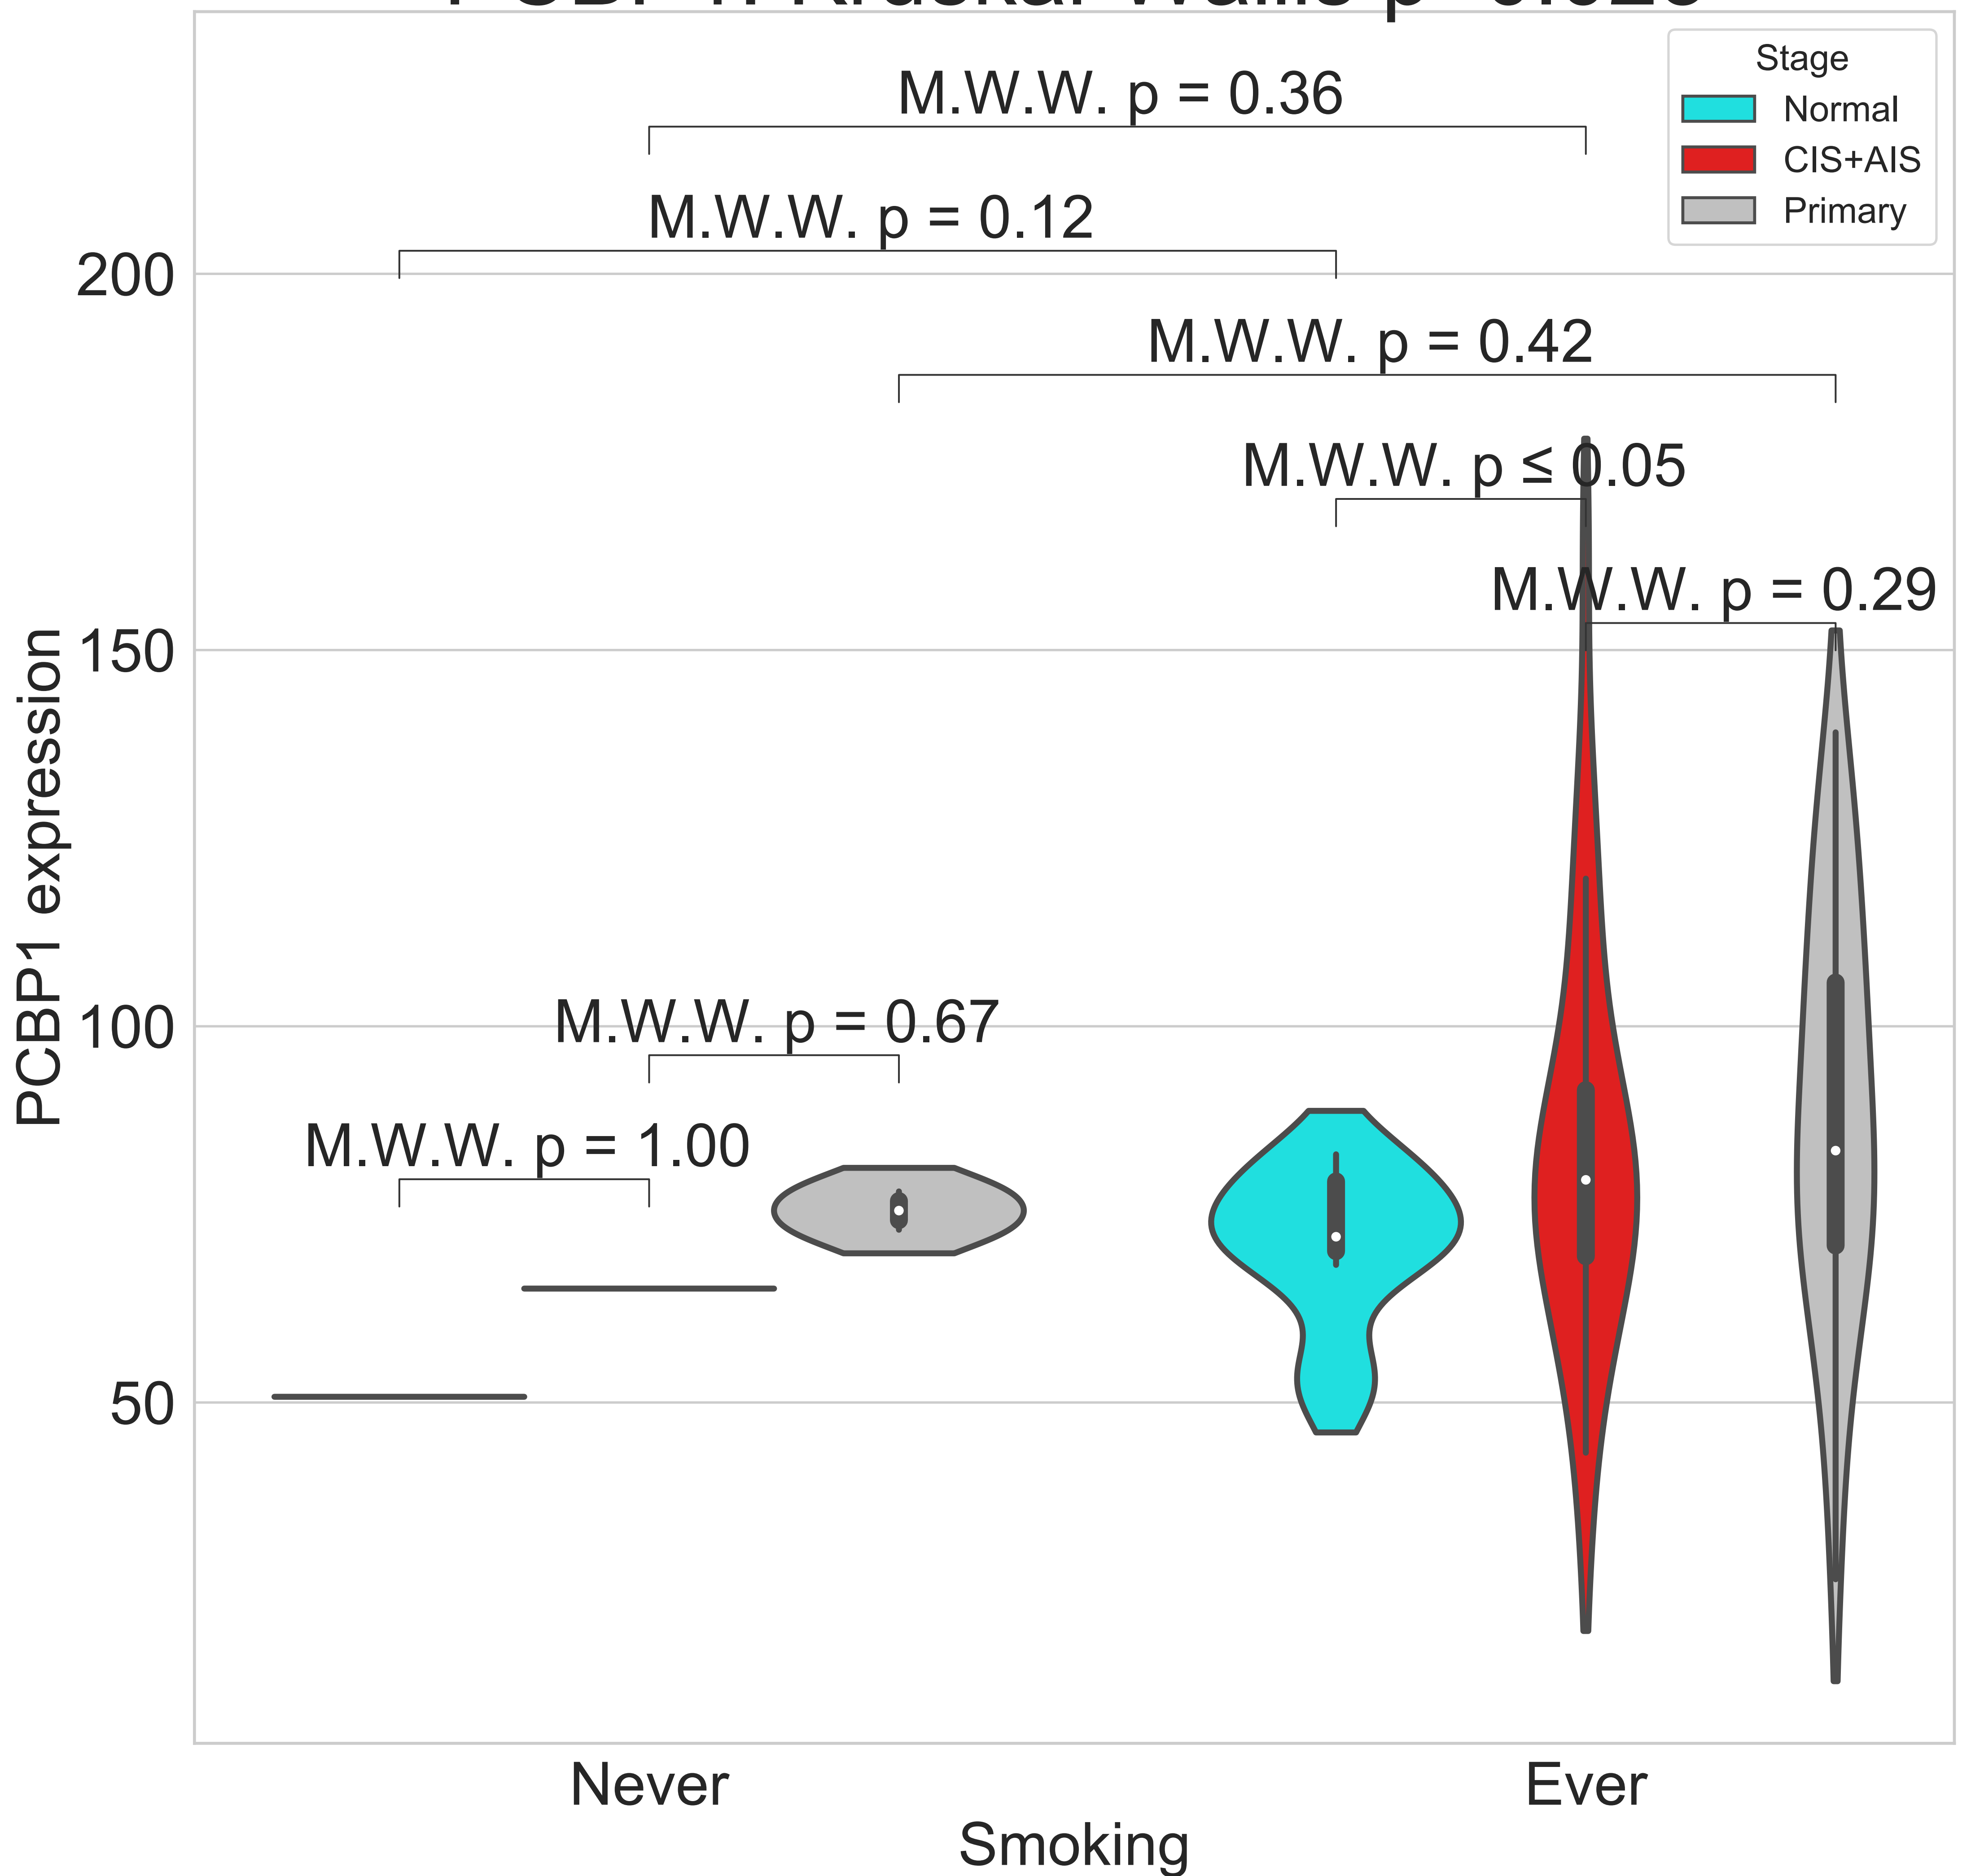 Stage
Normal
CIS+AIS
Primary
M.W.W. p = 0.36
M.W.W. p = 0.12
M.W.W. p = 0.42
M.W.W. p ≤ 0.05
M.W.W. p = 0.29
M.W.W. p = 0.67
M.W.W. p = 1.00
200
150
100
50
PCBP1 expression
Never
Ever
Smoking